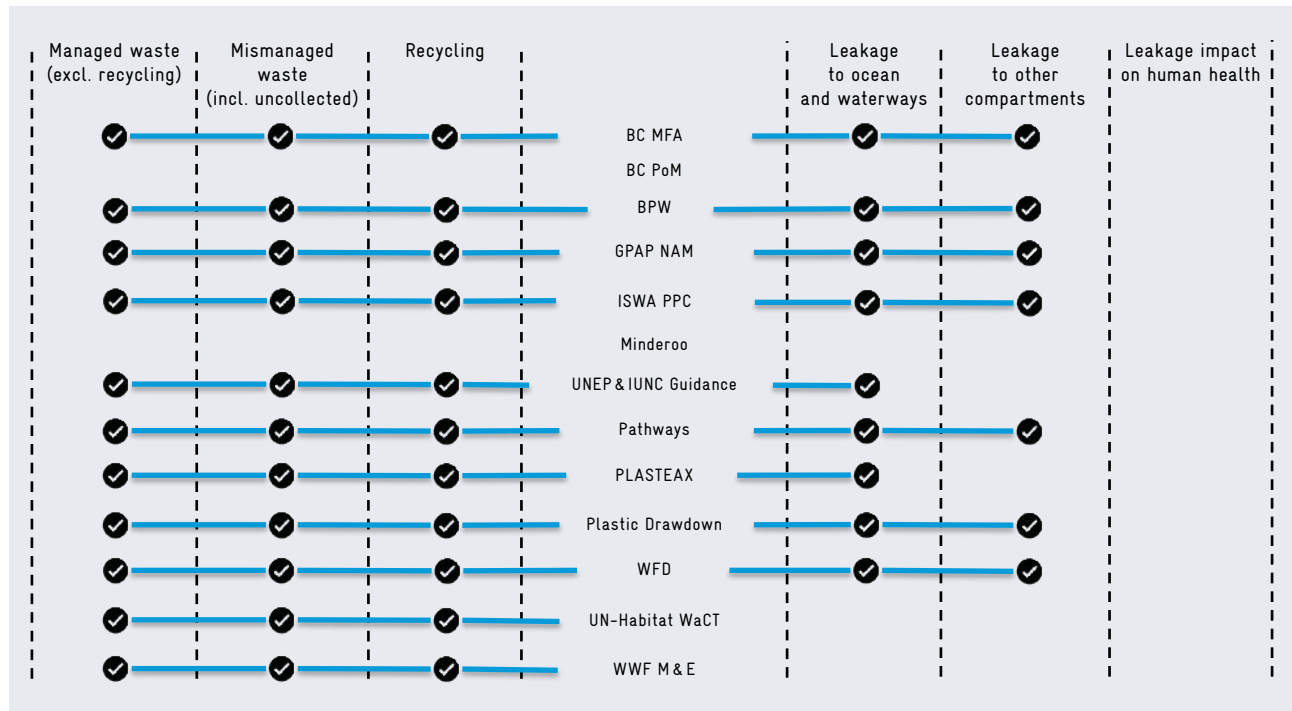 Managed waste
(excl. recycling)
Mismanaged
waste
(incl. uncollected)
Recycling
Leakage
to ocean
and waterways
Leakage
to other
compartments
Leakage impact
on human health
BC MFA
BC PoM
BPW
GPAP NAM
ISWA PPC
Minderoo
UNEP & IUNC Guidance
Pathways
PLASTEAX
Plastic Drawdown
WFD
UN-Habitat WaCT
WWF M & E